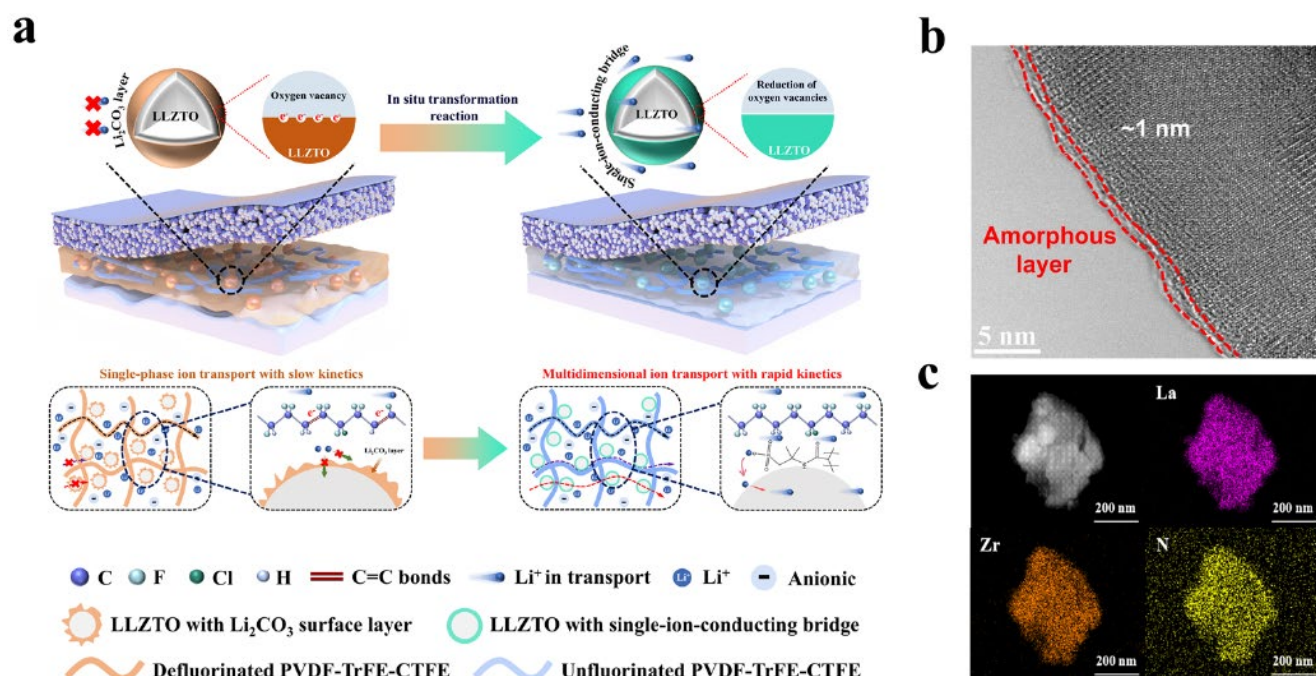 a
Li₂CO₃ layer
LLZTO
Oxygen vacancy
e⁻ e⁻ e⁻ e⁻
LLZTO
In situ transformation
reaction
Single-ion-conducting bridge
LLZTO
Reduction of
oxygen vacancies
LLZTO
Single-phase ion transport with slow kinetics
Multidimensional ion transport with rapid kinetics
e⁻
e⁻
Li₂CO₃ layer
C
F
Cl
H
C=C bonds
Li⁺ in transport
Li⁺
Li⁺
Anionic
LLZTO with Li₂CO₃ surface layer
LLZTO with single-ion-conducting bridge
Defluorinated PVDF-TrFE-CTFE
Unfluorinated PVDF-TrFE-CTFE
b
~1 nm
Amorphous
layer
5 nm
c
200 nm
La
200 nm
Zr
200 nm
N
200 nm